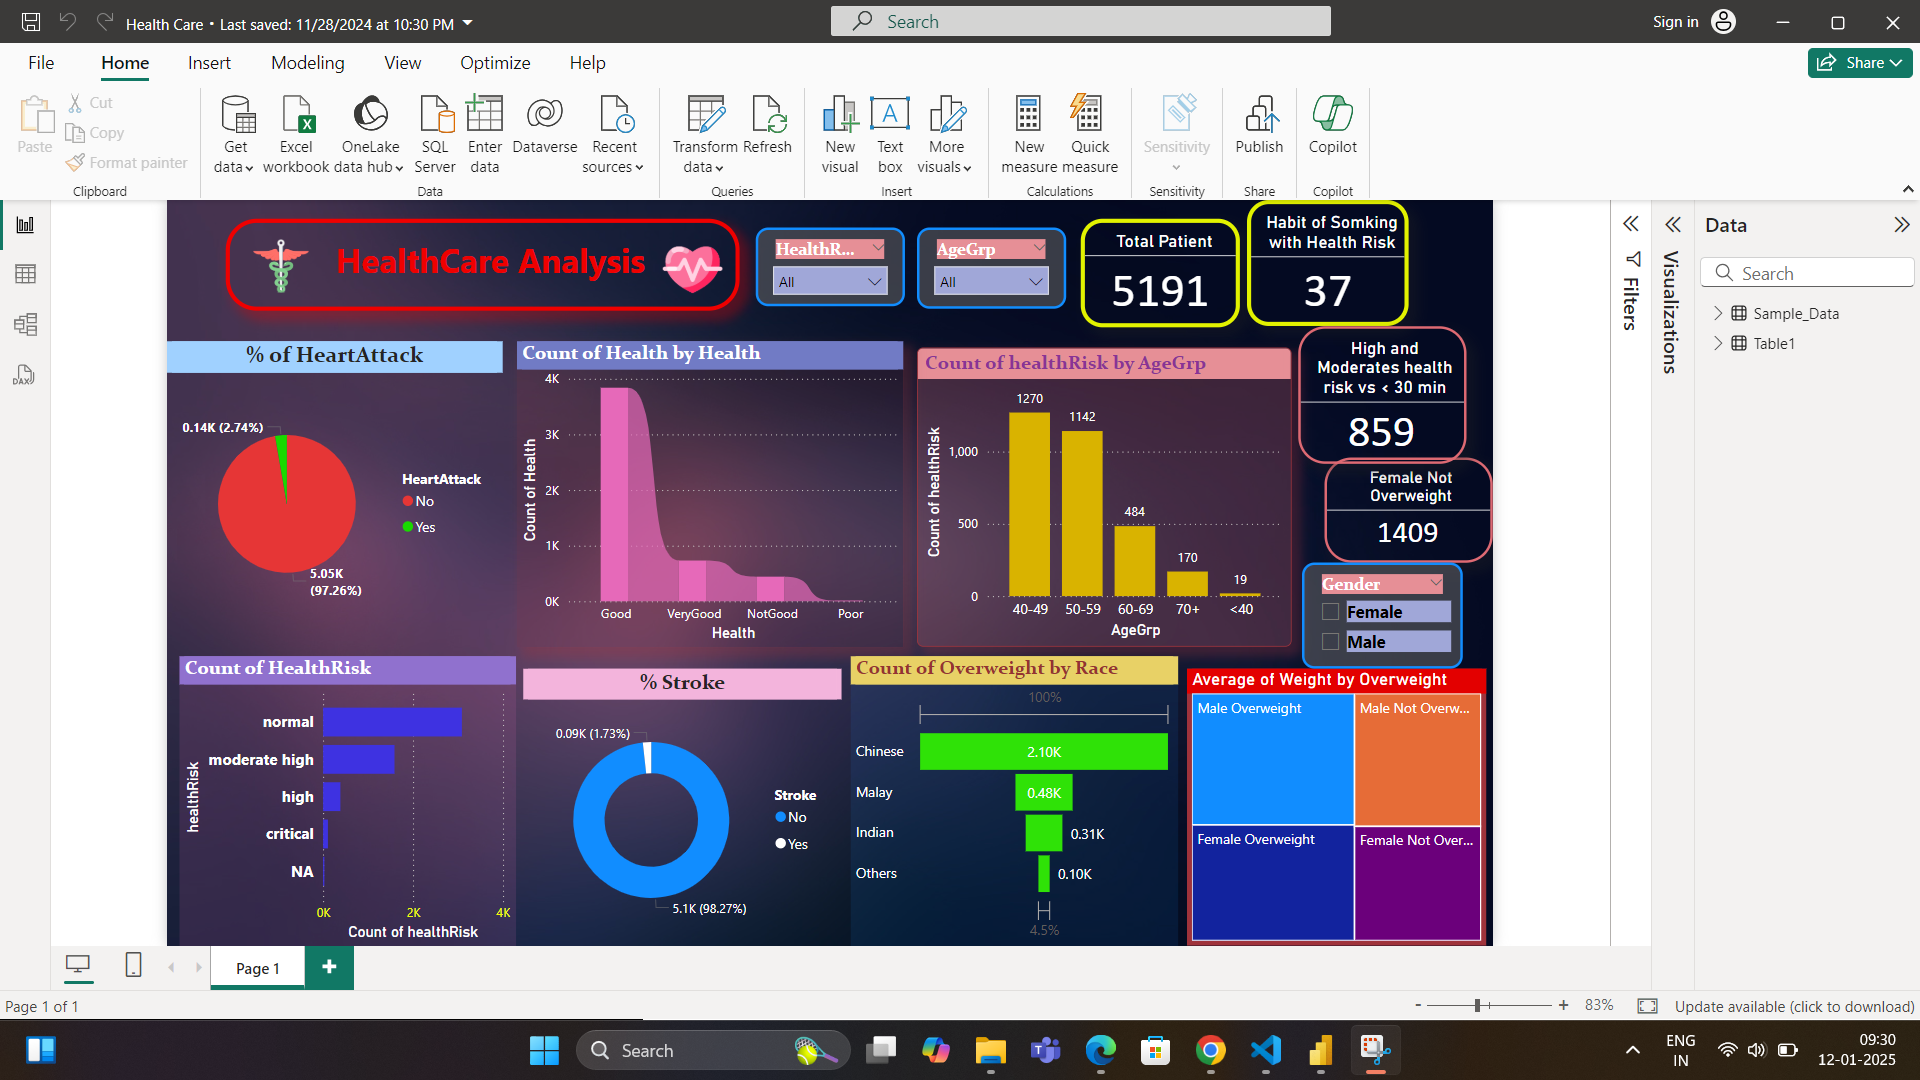 Health Care • Last saved: 11/28/2024 at 10:30 PM
Search
Sign in
File
Home
Insert
Modeling
View
Optimize
Help
Share
Paste
Cut
Copy
Format painter
Clipboard
Get data
Excel workbook
OneLake data hub
SQL Server
Enter data
Dataverse
Recent sources
Data
Transform data
Refresh
Queries
New visual
Text box
More visuals
Insert
New measure
Quick measure
Calculations
Sensitivity
Sensitivity
Publish
Share
Copilot
Copilot
DAX
HealthCare Analysis
HealthR...
All
AgeGrp
All
Total Patient
5191
Habit of Somking
with Health Risk
37
% of HeartAttack
0.14K (2.74%)
5.05K
(97.26%)
HeartAttack
No
Yes
Count of Health by Health
Count of Health
4K
3K
2K
1K
0K
Good
VeryGood
NotGood
Poor
Health
Count of healthRisk by AgeGrp
Count of healthRisk
1,000
500
0
1270
1142
484
170
19
40-49
50-59
60-69
70+
<40
AgeGrp
High and
Moderates health
risk vs < 30 min
859
Female Not
Overweight
1409
Gender
Female
Male
Count of HealthRisk
healthRisk
normal
moderate high
high
critical
NA
0K
2K
4K
Count of healthRisk
% Stroke
0.09K (1.73%)
5.1K (98.27%)
Stroke
No
Yes
Count of Overweight by Race
100%
Chinese
2.10K
Malay
0.48K
Indian
0.31K
Others
0.10K
4.5%
Average of Weight by Overweight
Male Overweight
Male Not Overw...
Female Overweight
Female Not Over...
Filters
Visualizations
Data
Search
Sample_Data
Table1
Page 1
Page 1 of 1
- + 83%
Update available (click to download)
Search
ENG
IN
09:30
12-01-2025